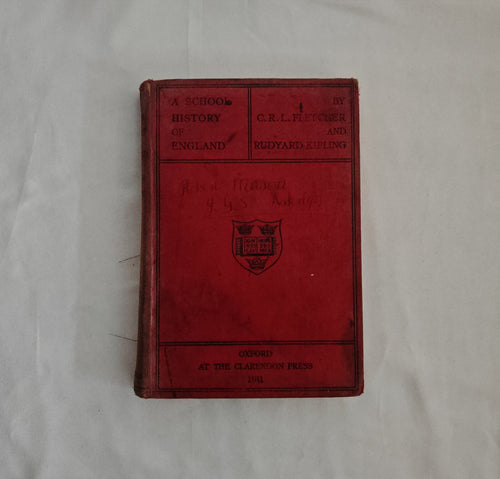 A SCHOOL
HISTORY
OF
ENGLAND
BY
C.R.L. FLETCHER
AND
RUDYARD KIPLING
OXFORD
AT THE CLARENDON PRESS
1911